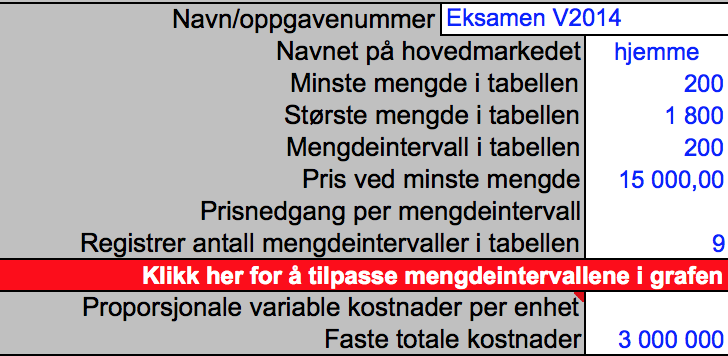 Navn/oppgavenummer Eksamen V2014
Navnet på hovedmarkedet hjemme
Minste mengde i tabellen 200
Største mengde i tabellen 1 800
Mengdeintervall i tabellen 200
Pris ved minste mengde 15 000,00
Prisnedgang per mengdeintervall
Registrer antall mengdeintervaller i tabellen 9
Klikk her for å tilpasse mengdeintervallene i grafen
Proporsjonale variable kostnader per enhet
Faste totale kostnader 3 000 000